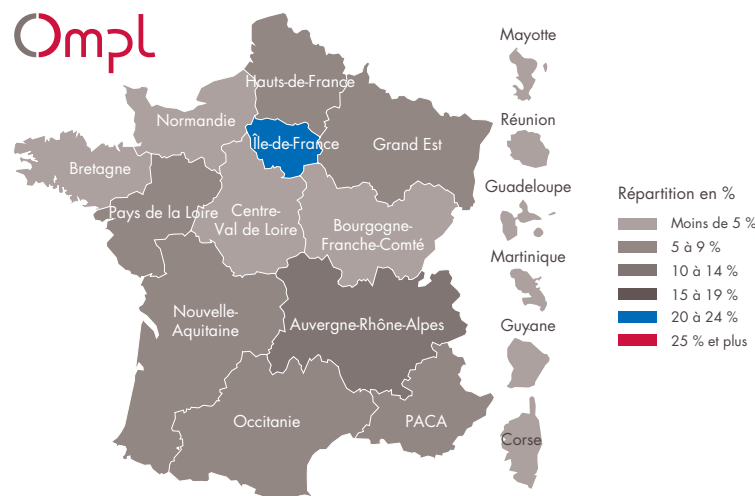 Ompl
Mayotte
Hauts-de-France
Normandie
Réunion
Île-de-France
Grand Est
Bretagne
Guadeloupe
Répartition en %
Pays de la Loire
Centre-
Val de Loire
Bourgogne-
Franche-Comté
Moins de 5 %
5 à 9 %
Martinique
10 à 14 %
15 à 19 %
Nouvelle-
Aquitaine
Auvergne-Rhône-Alpes
Guyane
20 à 24 %
25 % et plus
Occitanie
PACA
Corse